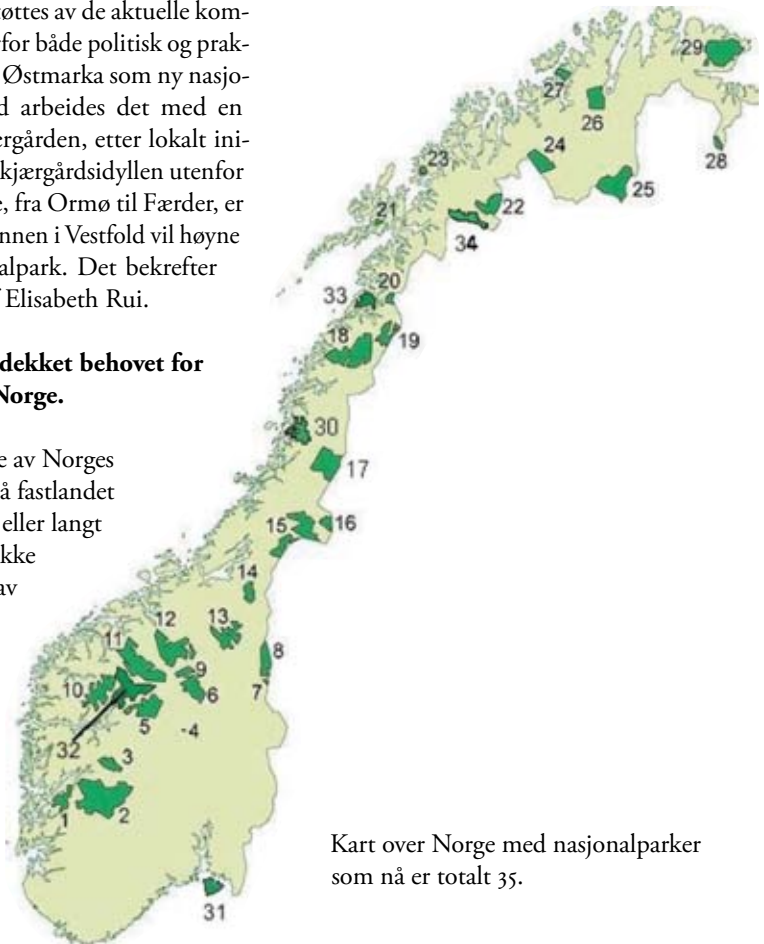 øttes av de aktuelle kom-
for både politisk og prak-
Østmarka som ny nasjo-
d arbeides det med en
ergården, etter lokalt ini-
kjærgårdsidyllen utenfor
e, fra Ormø til Færder, er
nnen i Vestfold vil høyne
alpark. Det bekrefter
Elisabeth Rui.
dekket behovet for
Norge.
e av Norges
å fastlandet
eller langt
kke
av
29
27
26
28
24
23
25
22
21
34
20
33
18
19
30
17
15
16
14
13
12
11
8
9
10
7
6
5
4
32
3
1
2
31
Kart over Norge med nasjonalparker
som nå er totalt 35.